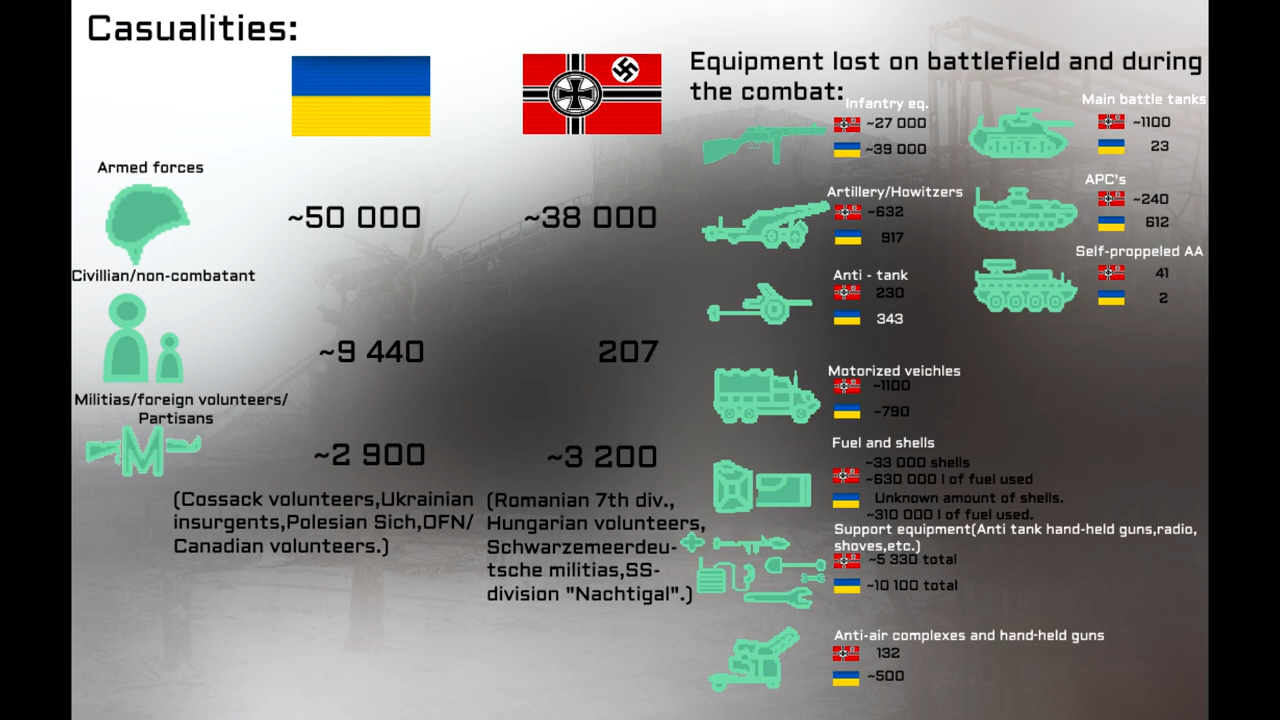 Casualities:
Armed forces
~50 000
~38 000
Civillian/non-combatant
~9 440
207
Militias/foreign volunteers/
Partisans
M
~2 900
~3 200
(Cossack volunteers,Ukrainian
insurgents,Polesian Sich,OFN/
Canadian volunteers.)
(Romanian 7th div.,
Hungarian volunteers,
Schwarzemeerdeu-
tsche militias,SS-
division "Nachtigal".)
Equipment lost on battlefield and during
the combat:
Infantry eq.
~27 000
~39 000
Artillery/Howitzers
~632
917
Anti - tank
230
343
Motorized veichles
~1100
~790
Fuel and shells
~33 000 shells
~630 000 l of fuel used
Unknown amount of shells.
~310 000 l of fuel used.
Support equipment(Anti tank hand-held guns,radio,
shoves,etc.)
~5 330 total
~10 100 total
Anti-air complexes and hand-held guns
132
~500
Main battle tanks
~1100
23
APC's
~240
612
Self-proppeled AA
41
2